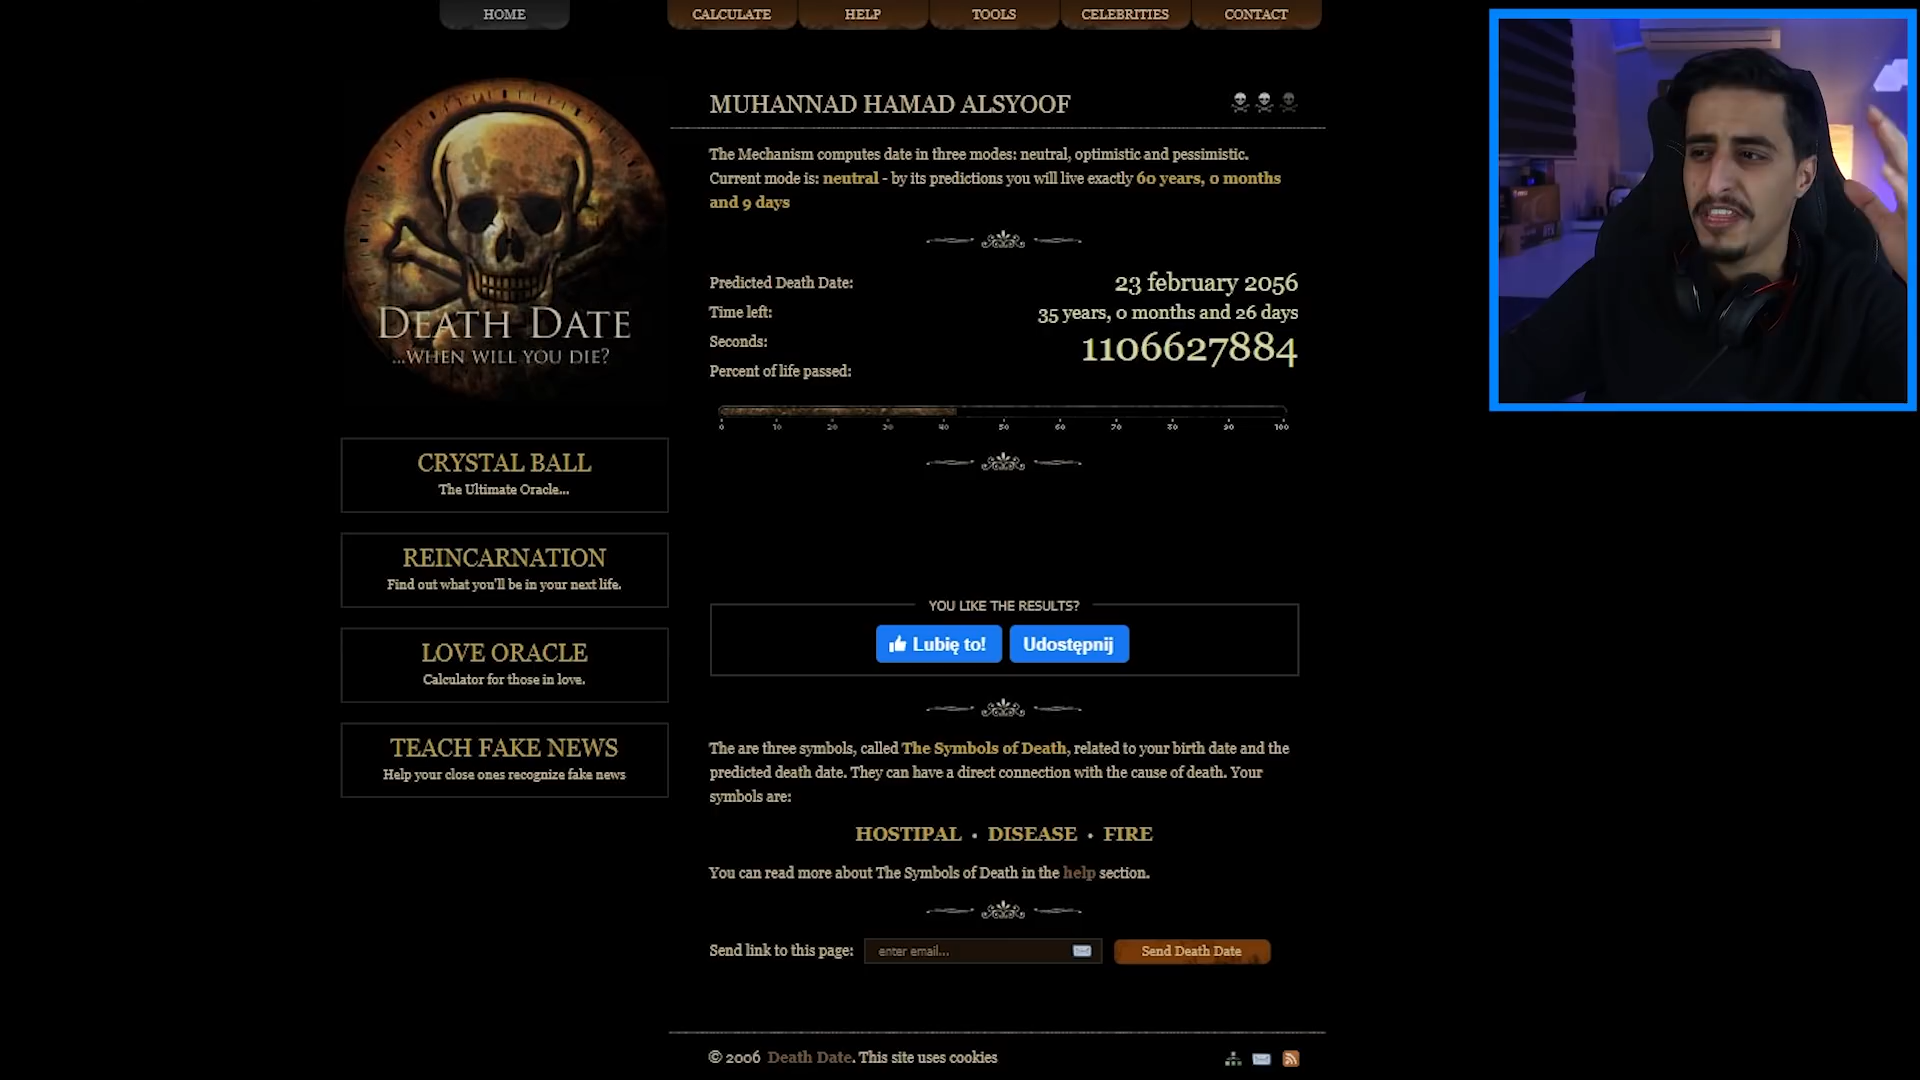 HOME
CALCULATE
HELP
TOOLS
CELEBRITIES
CONTACT
DEATH DATE
...WHEN WILL YOU DIE?
CRYSTAL BALL
The Ultimate Oracle...
REINCARNATION
Find out what you'll be in your next life.
LOVE ORACLE
Calculator for those in love.
TEACH FAKE NEWS
Help your close ones recognize fake news
MUHANNAD HAMAD ALSYOOF
The Mechanism computes date in three modes: neutral, optimistic and pessimistic.
Current mode is: neutral - by its predictions you will live exactly 60 years, 0 months
and 9 days
Predicted Death Date: 23 february 2056
Time left: 35 years, 0 months and 26 days
Seconds: 1106627884
Percent of life passed:
0 10 20 30 40 50 60 70 80 90 100
YOU LIKE THE RESULTS?
Lubię to! Udostępnij
The are three symbols, called The Symbols of Death, related to your birth date and the
predicted death date. They can have a direct connection with the cause of death. Your
symbols are:
HOSTIPAL • DISEASE • FIRE
You can read more about The Symbols of Death in the help section.
Send link to this page: enter email... Send Death Date
© 2006 Death Date. This site uses cookies